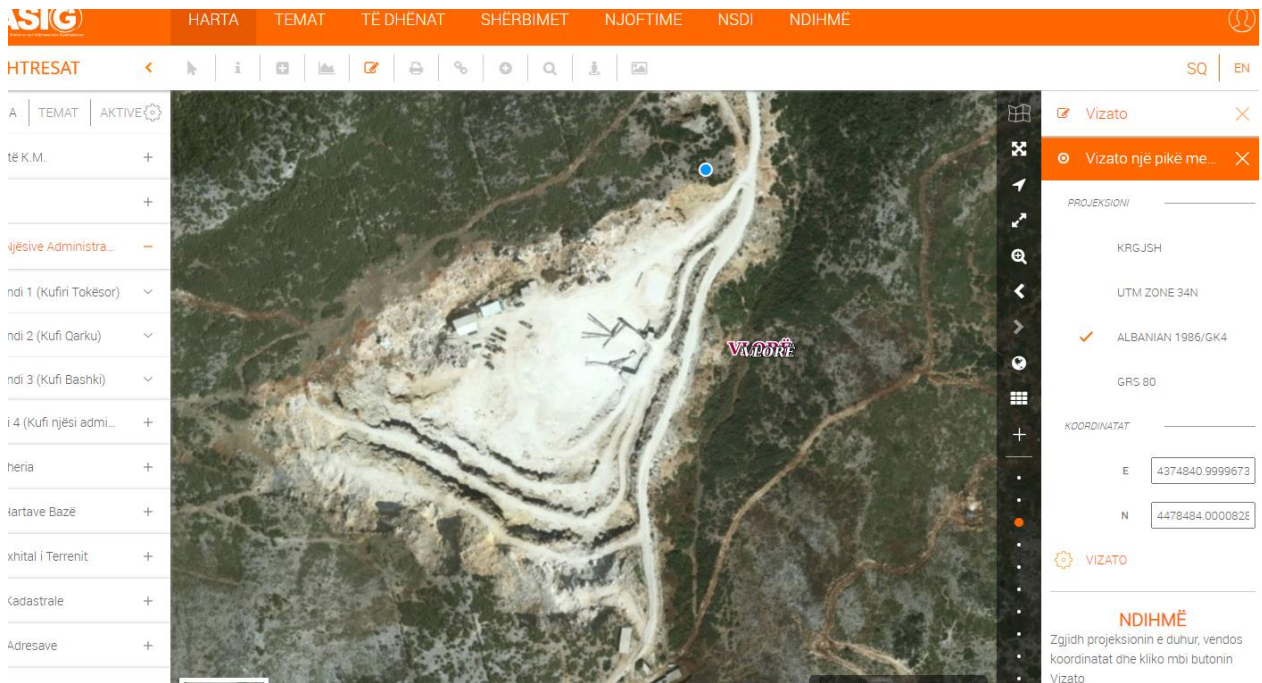 ASIG
HARTA TEMAT TË DHËNAT SHËRBIMET NJOFTIME NSDI NDIHMË
HTRESAT
SQ EN
A TEMAT AKTIVE
të K.M.
Njësive Administra...
ndi 1 (Kufiri Tokësor)
ndi 2 (Kufi Qarku)
ndi 3 (Kufi Bashki)
i 4 (Kufi njësi admi...
heria
Hartave Bazë
xhital i Terrenit
Kadastrale
Adresave
VLORË
VLORË
Vizato
Vizato një pikë me...
PROJEKSIONI
KRGJSH
UTM ZONE 34N
ALBANIAN 1986/GK4
GRS 80
KOORDINATAT
E 4374840.9999673
N 4478484.0000828
VIZATO
NDIHMË
Zgjidh projeksionin e duhur, vendos
koordinatat dhe kliko mbi butonin
Vizato